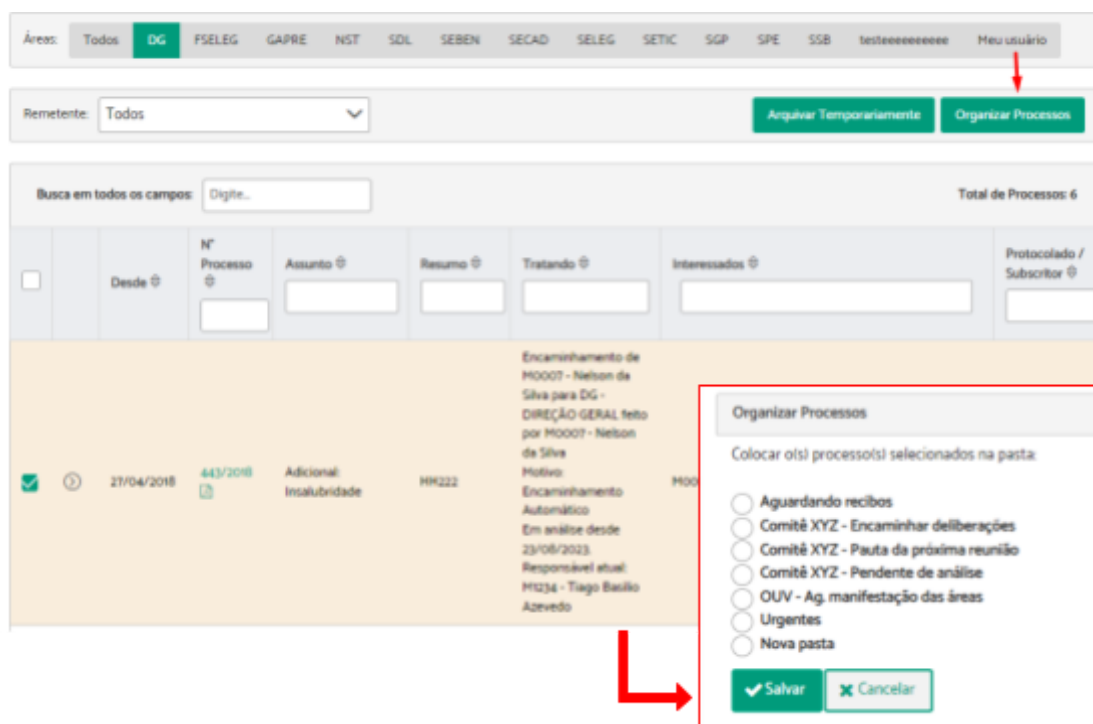 Áreas: Todos DG FSELEG GAPRE NST SDL SEBEN SECAD SELEG SETIC SGP SPE SSB testeeeeeeeeee Meu usuário
Remetente: Todos Arquivar Temporariamente Organizar Processos
Busca em todos os campos: Digite... Total de Processos: 6
Desde
N°
Processo
Assunto
Resumo
Tratando
Interessados
Protocolado /
Subscritor
27/04/2018
443/2018
Adicional:
Insalubridade
HH222
Encaminhamento de
M0007 - Nelson da
Silva para DG -
DIREÇÃO GERAL feito
por M0007 - Nelson
da Silva
Motivo:
Encaminhamento
Automático
Em análise desde
23/08/2023.
Responsável atual:
M1234 - Tiago Basilio
Azevedo
M00
Organizar Processos
Colocar o(s) processo(s) selecionados na pasta:
Aguardando recibos
Comitê XYZ - Encaminhar deliberações
Comitê XYZ - Pauta da próxima reunião
Comitê XYZ - Pendente de análise
OUV - Ag. manifestação das áreas
Urgentes
Nova pasta
Salvar Cancelar